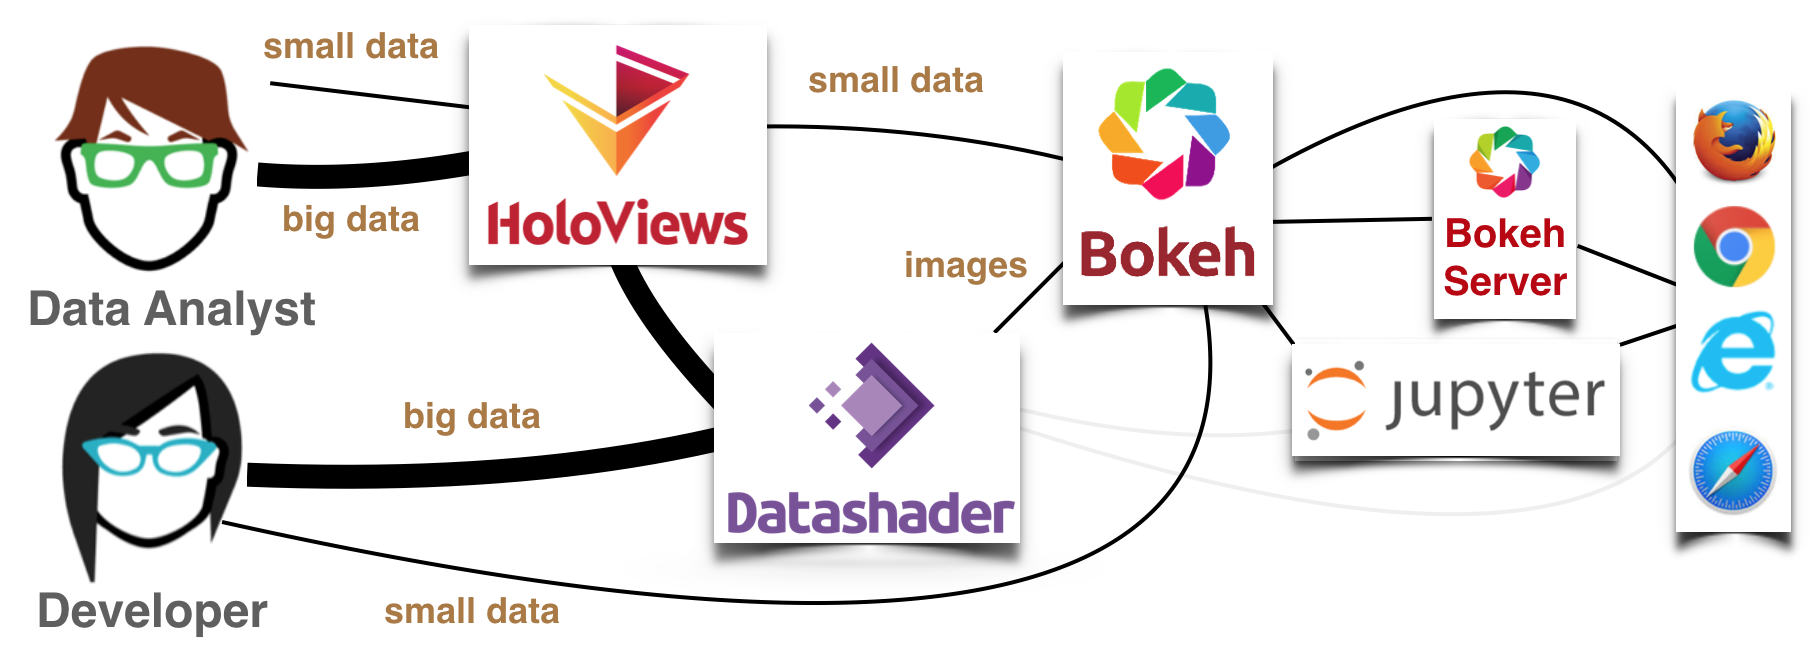 small data
HoloViews
big data
Data Analyst
small data
images
Bokeh
Bokeh
Server
big data
Datashader
jupyter
Developer
small data